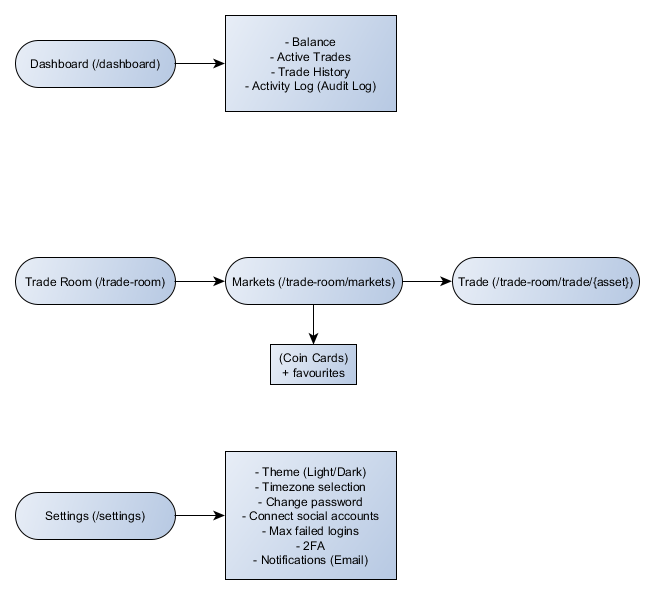 Dashboard (/dashboard)
- Balance
- Active Trades
- Trade History
- Activity Log (Audit Log)
Trade Room (/trade-room)
Markets (/trade-room/markets)
Trade (/trade-room/trade/{asset})
(Coin Cards)
+ favourites
Settings (/settings)
- Theme (Light/Dark)
- Timezone selection
- Change password
- Connect social accounts
- Max failed logins
- 2FA
- Notifications (Email)